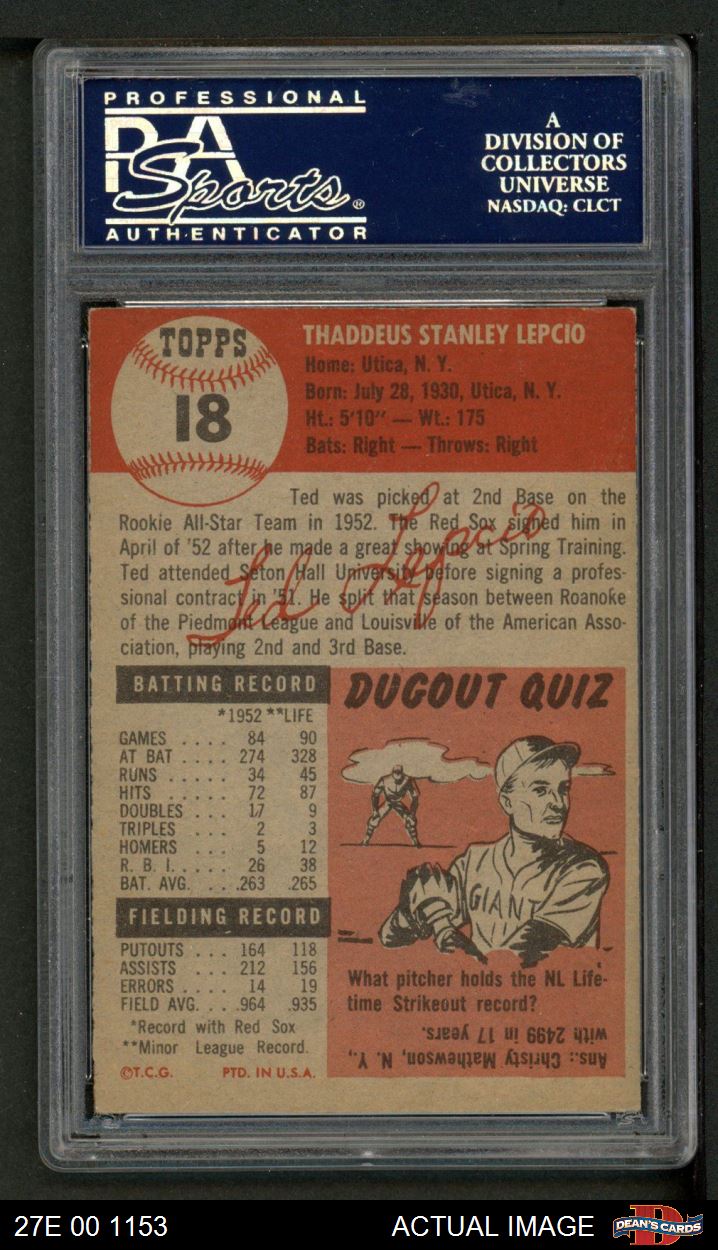 PROFESSIONAL
PSA
Sports®
AUTHENTICATOR
A
DIVISION OF
COLLECTORS
UNIVERSE
NASDAQ: CLCT
TOPPS
18
THADDEUS STANLEY LEPCIO
Home: Utica, N. Y.
Born: July 28, 1930, Utica, N. Y.
Ht.: 5'10" — Wt.: 175
Bats: Right — Throws: Right
Ted was picked at 2nd Base on the
Rookie All-Star Team in 1952. The Red Sox signed him in
April of '52 after he made a great showing at Spring Training.
Ted attended Seton Hall University before signing a profes-
sional contract in '51. He split that season between Roanoke
of the Piedmont League and Louisville of the American Asso-
ciation, playing 2nd and 3rd Base.
Ted Lepcio
BATTING RECORD
*1952 **LIFE
GAMES . . . . 84 90
AT BAT . . . . 274 328
RUNS . . . . . . 34 45
HITS . . . . . . 72 87
DOUBLES . . . 17 9
TRIPLES . . . 2 3
HOMERS . . . 5 12
R. B. I. . . . . . 26 38
BAT. AVG. . . .263 .265
FIELDING RECORD
PUTOUTS . . . 164 118
ASSISTS . . . . 212 156
ERRORS . . . . 14 19
FIELD AVG. . . .964 .935
*Record with Red Sox
**Minor League Record.
©T.C.G. PTD. IN U.S.A.
DUGOUT QUIZ
GIANT
What pitcher holds the NL Life-
time Strikeout record?
Ans.: Christy Mathewson, N. Y.,
with 2499 in 17 years.
27E 00 1153
ACTUAL IMAGE
D
DEAN'S CARDS